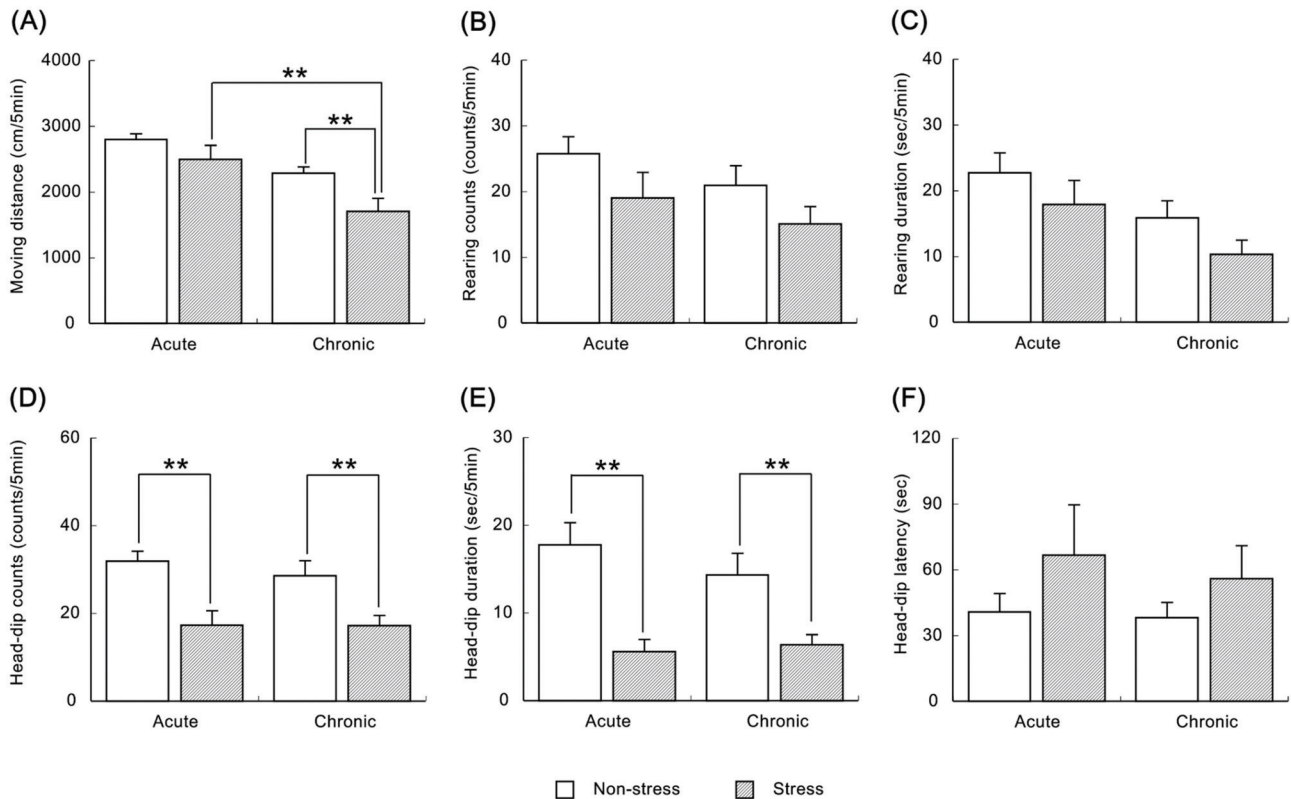 (A)
Moving distance (cm/5min)
4000
3000
2000
1000
0
**
**
Acute Chronic
(B)
Rearing counts (counts/5min)
40
30
20
10
0
Acute Chronic
(C)
Rearing duration (sec/5min)
40
30
20
10
0
Acute Chronic
(D)
Head-dip counts (counts/5min)
60
40
20
0
** **
Acute Chronic
(E)
Head-dip duration (sec/5min)
30
20
10
0
** **
Acute Chronic
(F)
Head-dip latency (sec)
120
90
60
30
0
Acute Chronic
Non-stress Stress